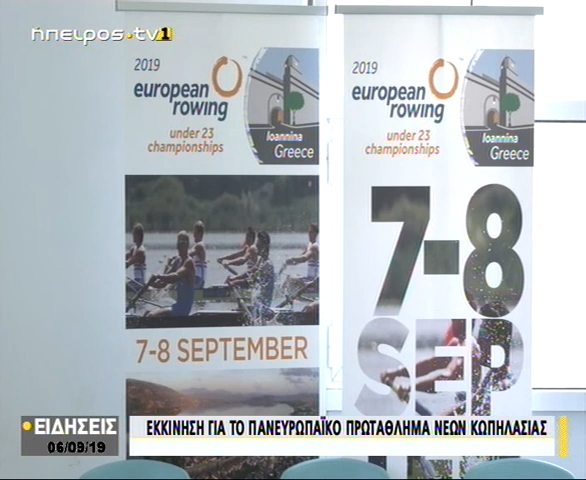 ήπειρος.tv1
2019
european
rowing
under 23
championships
Ioannina
Greece
7-8 SEPTEMBER
2019
european
rowing
under 23
championships
Ioannina
Greece
7-8
SEP
ΕΙΔΗΣΕΙΣ
06/09/19
ΕΚΚΙΝΗΣΗ ΓΙΑ ΤΟ ΠΑΝΕΥΡΩΠΑΪΚΟ ΠΡΩΤΑΘΛΗΜΑ ΝΕΩΝ ΚΩΠΗΛΑΣΙΑΣ